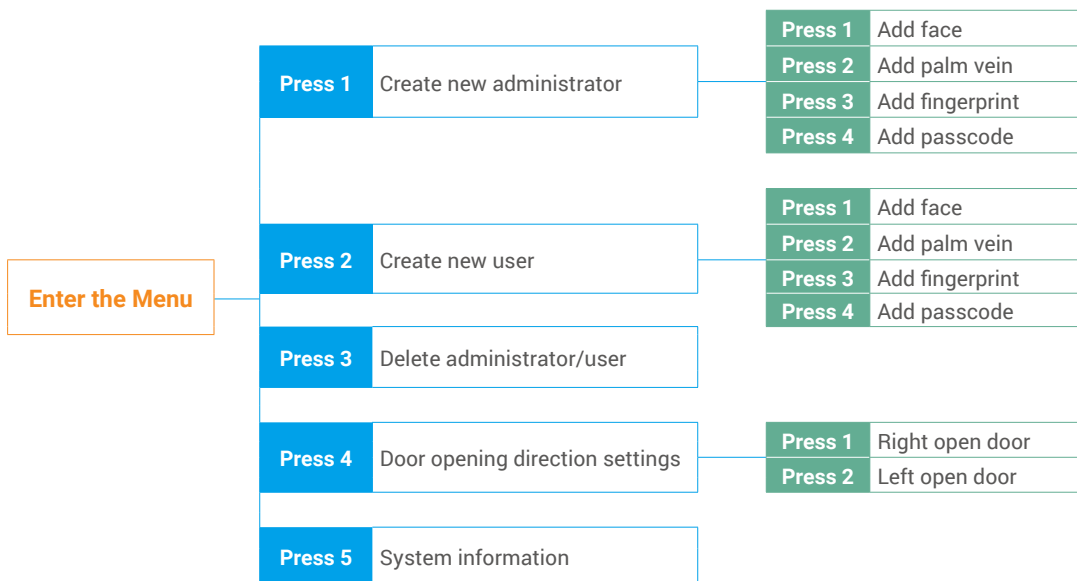 Enter the Menu
Press 1 Create new administrator
Press 1 Add face
Press 2 Add palm vein
Press 3 Add fingerprint
Press 4 Add passcode
Press 2 Create new user
Press 1 Add face
Press 2 Add palm vein
Press 3 Add fingerprint
Press 4 Add passcode
Press 3 Delete administrator/user
Press 4 Door opening direction settings
Press 1 Right open door
Press 2 Left open door
Press 5 System information